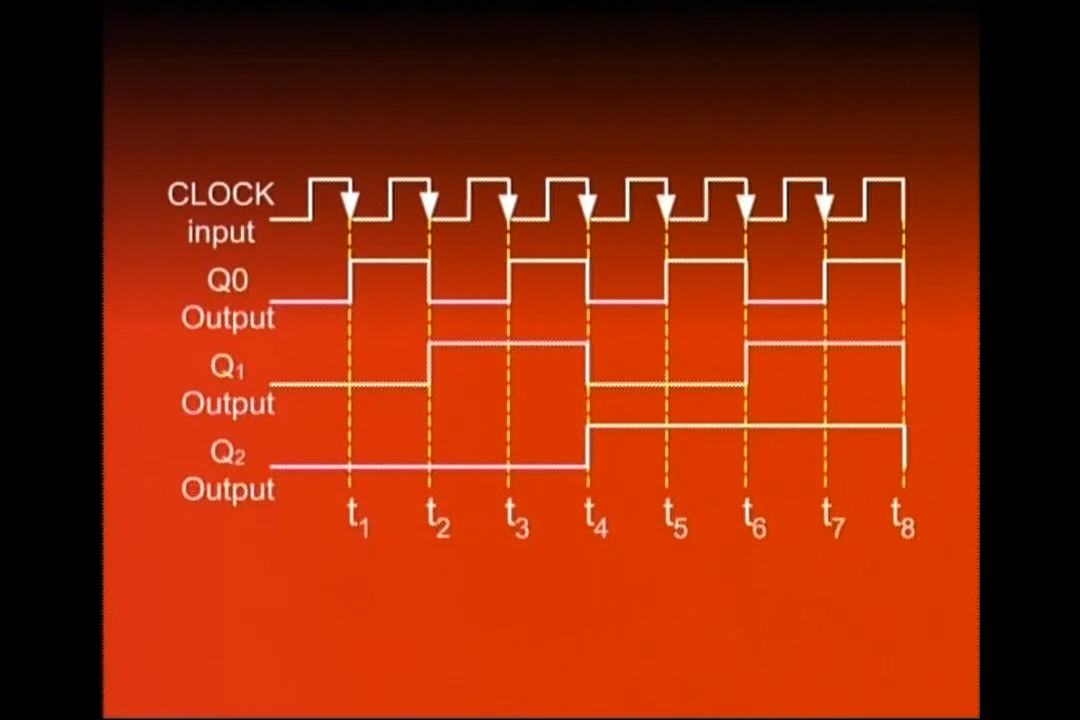 CLOCK
input
Q0
Output
Q1
Output
Q2
Output
t1 t2 t3 t4 t5 t6 t7 t8